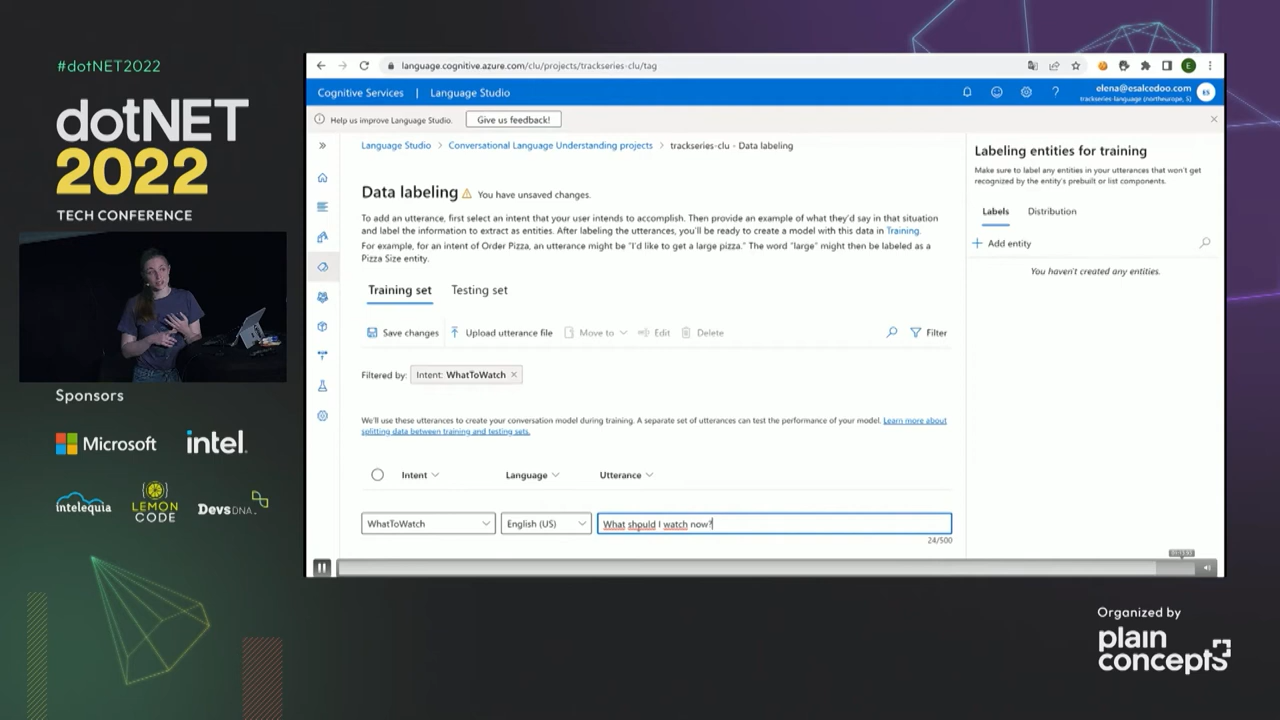 #dotNET2022
dotNET
2022
TECH CONFERENCE
Sponsors
Microsoft
intel.
intelequia
LEMON
CODE
DevsDNA.
language.cognitive.azure.com/clu/projects/trackseries-clu/tag
E
Cognitive Services | Language Studio
elena@esalcedoo.com
trackseries-language (northeurope, S)
ES
Help us improve Language Studio.
Give us feedback!
Language Studio > Conversational Language Understanding projects > trackseries-clu - Data labeling
Data labeling
You have unsaved changes.
To add an utterance, first select an intent that your user intends to accomplish. Then provide an example of what they'd say in that situation
and label the information to extract as entities. After labeling the utterances, you'll be ready to create a model with this data in Training.
For example, for an intent of Order Pizza, an utterance might be "I'd like to get a large pizza." The word "large" might then be labeled as a
Pizza Size entity.
Training set
Testing set
Save changes
Upload utterance file
Move to
Edit
Delete
Filter
Filtered by:
Intent: WhatToWatch
We'll use these utterances to create your conversation model during training. A separate set of utterances can test the performance of your model. Learn more about
splitting data between training and testing sets.
Intent
Language
Utterance
WhatToWatch
English (US)
What should I watch now?
24/500
Labeling entities for training
Make sure to label any entities in your utterances that won't get
recognized by the entity's prebuilt or list components.
Labels
Distribution
+ Add entity
You haven't created any entities.
Organized by
plain
concepts